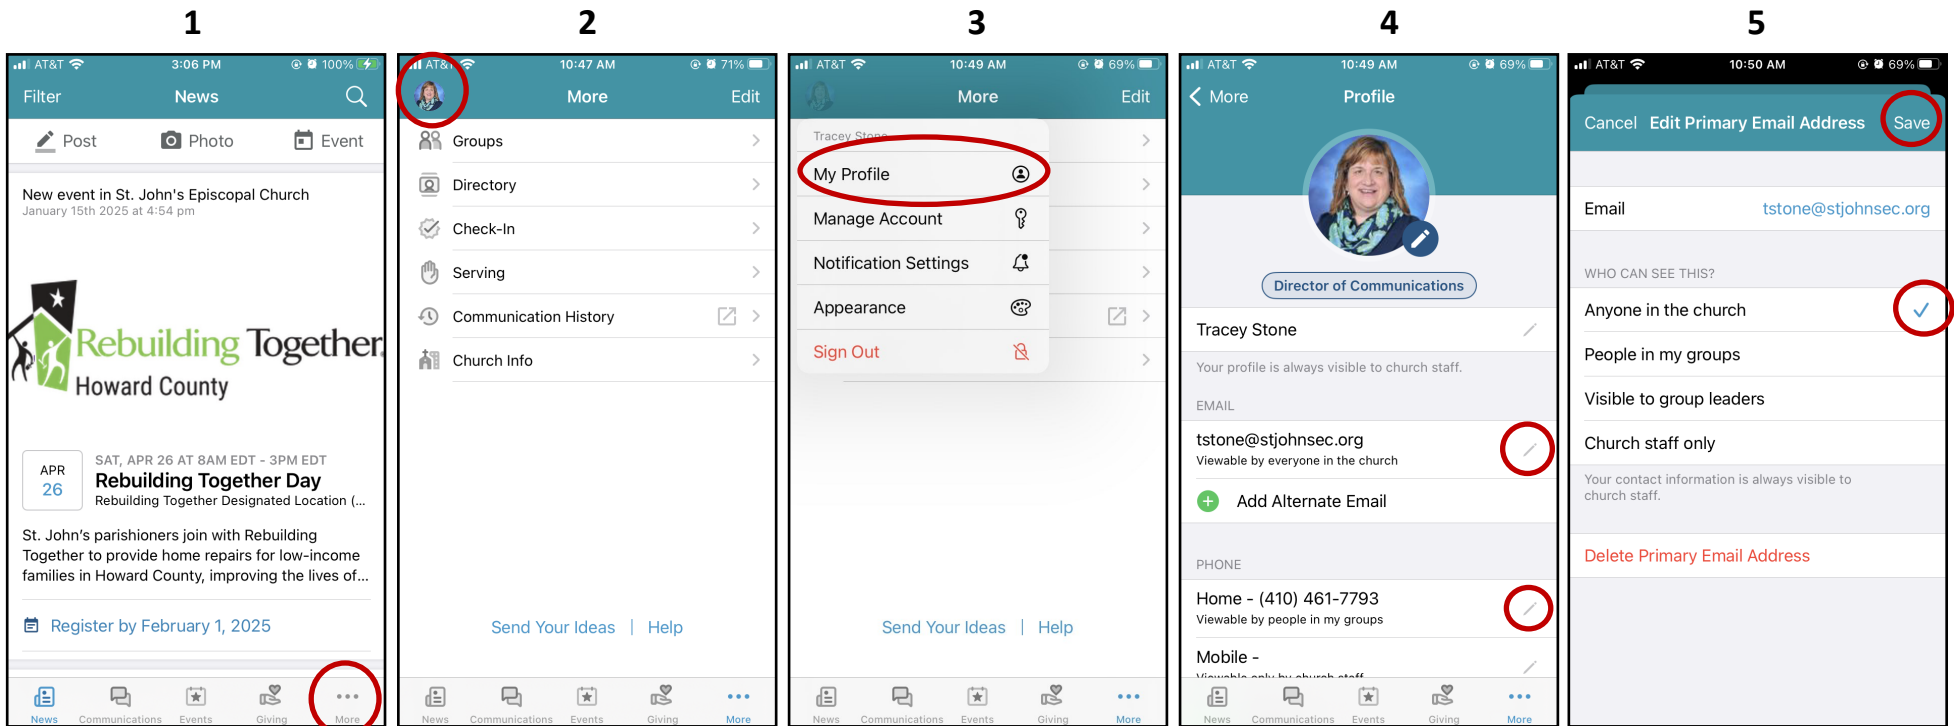 1
AT&T 3:06 PM 100%
Filter News
Post Photo Event
New event in St. John's Episcopal Church
January 15th 2025 at 4:54 pm
Rebuilding Together
Howard County
APR
26
SAT, APR 26 AT 8AM EDT - 3PM EDT
Rebuilding Together Day
Rebuilding Together Designated Location (...
St. John's parishioners join with Rebuilding
Together to provide home repairs for low-income
families in Howard County, improving the lives of...
Register by February 1, 2025
News Communications Events Giving More
2
AT&T 10:47 AM 71%
More Edit
Groups
Directory
Check-In
Serving
Communication History
Church Info
Send Your Ideas | Help
News Communications Events Giving More
3
AT&T 10:49 AM 69%
More Edit
Tracey Stone
My Profile
Manage Account
Notification Settings
Appearance
Sign Out
Send Your Ideas | Help
News Communications Events Giving More
4
AT&T 10:49 AM 69%
More Profile
Director of Communications
Tracey Stone
Your profile is always visible to church staff.
EMAIL
tstone@stjohnsec.org
Viewable by everyone in the church
Add Alternate Email
PHONE
Home - (410) 461-7793
Viewable by people in my groups
Mobile -
Viewable only by church staff
News Communications Events Giving More
5
AT&T 10:50 AM 69%
Cancel Edit Primary Email Address Save
Email tstone@stjohnsec.org
WHO CAN SEE THIS?
Anyone in the church
People in my groups
Visible to group leaders
Church staff only
Your contact information is always visible to
church staff.
Delete Primary Email Address